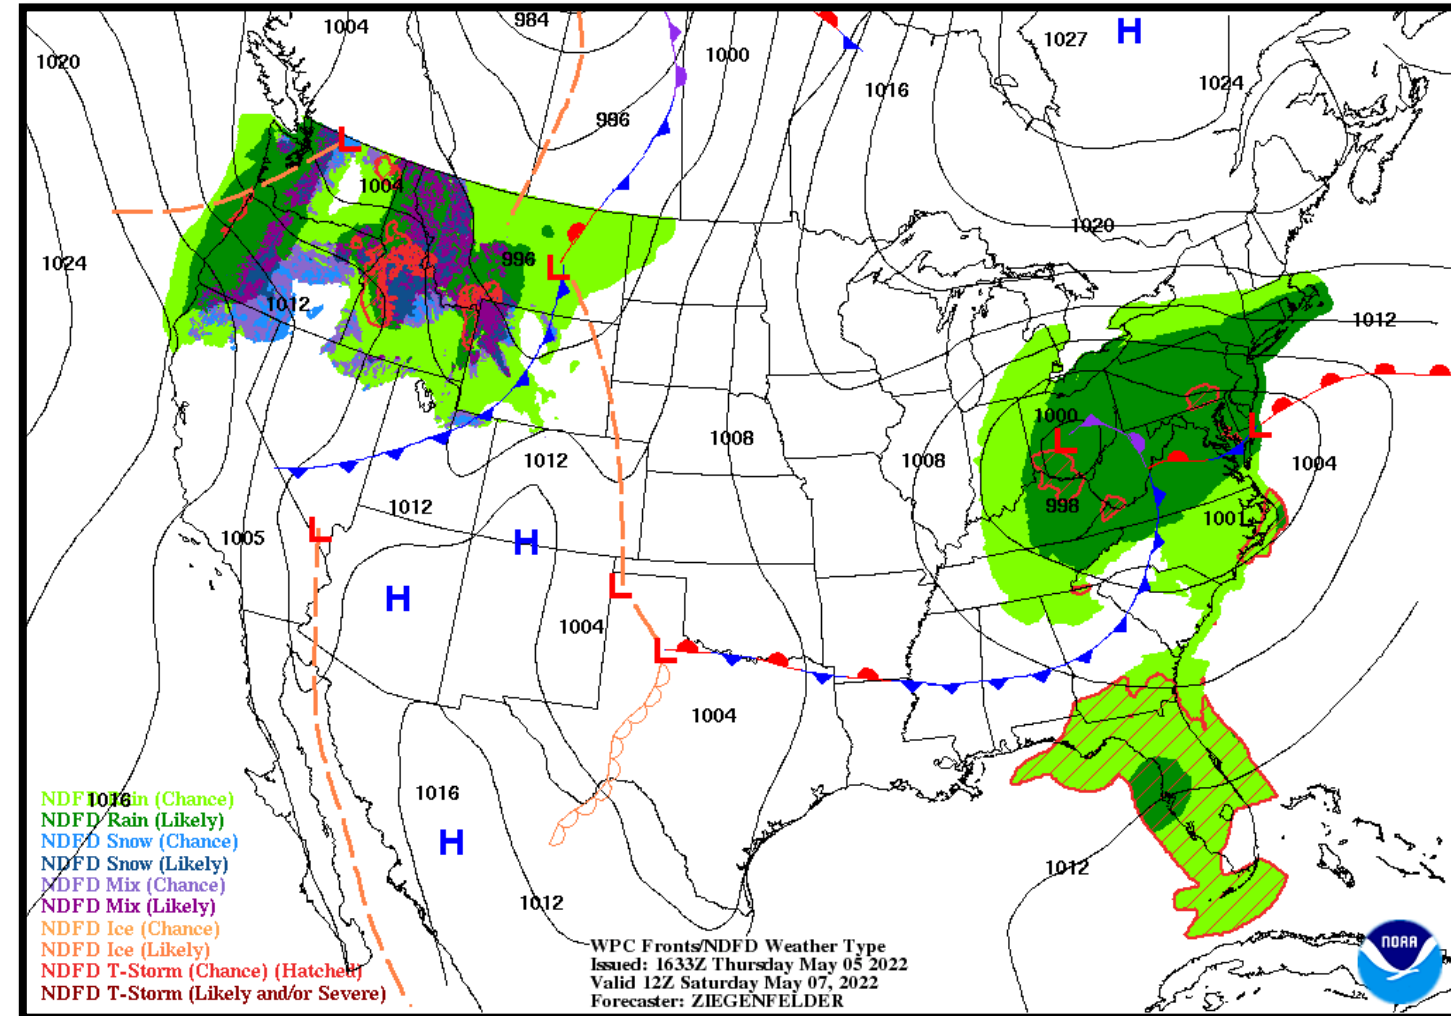 1004
984
1000
1027
H
1020
1024
1016
996
L
1004
1020
1024
996
L
1012
1012
1000
L
L
1012
1008
1008
1004
1012
998
1001
1005
L
H
H
L
1004
L
1004
1016
H
1012
1012
NDFD Rain (Chance)
1016
NDFD Rain (Likely)
NDFD Snow (Chance)
NDFD Snow (Likely)
NDFD Mix (Chance)
NDFD Mix (Likely)
NDFD Ice (Chance)
NDFD Ice (Likely)
NDFD T-Storm (Chance) (Hatched)
NDFD T-Storm (Likely and/or Severe)
WPC Fronts/NDFD Weather Type
Issued: 1633Z Thursday May 05 2022
Valid 12Z Saturday May 07, 2022
Forecaster: ZIEGENFELDER
NOAA